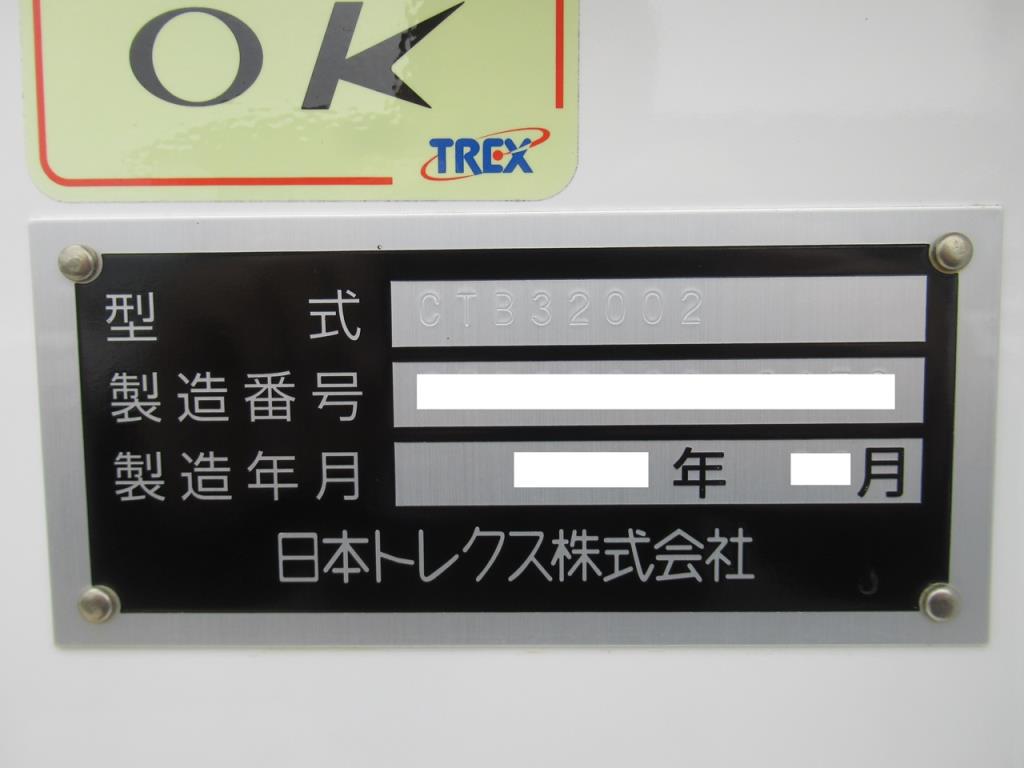 OK
TREX
型式 CTB32002
製造番号
製造年月 年 月
日本トレクス株式会社